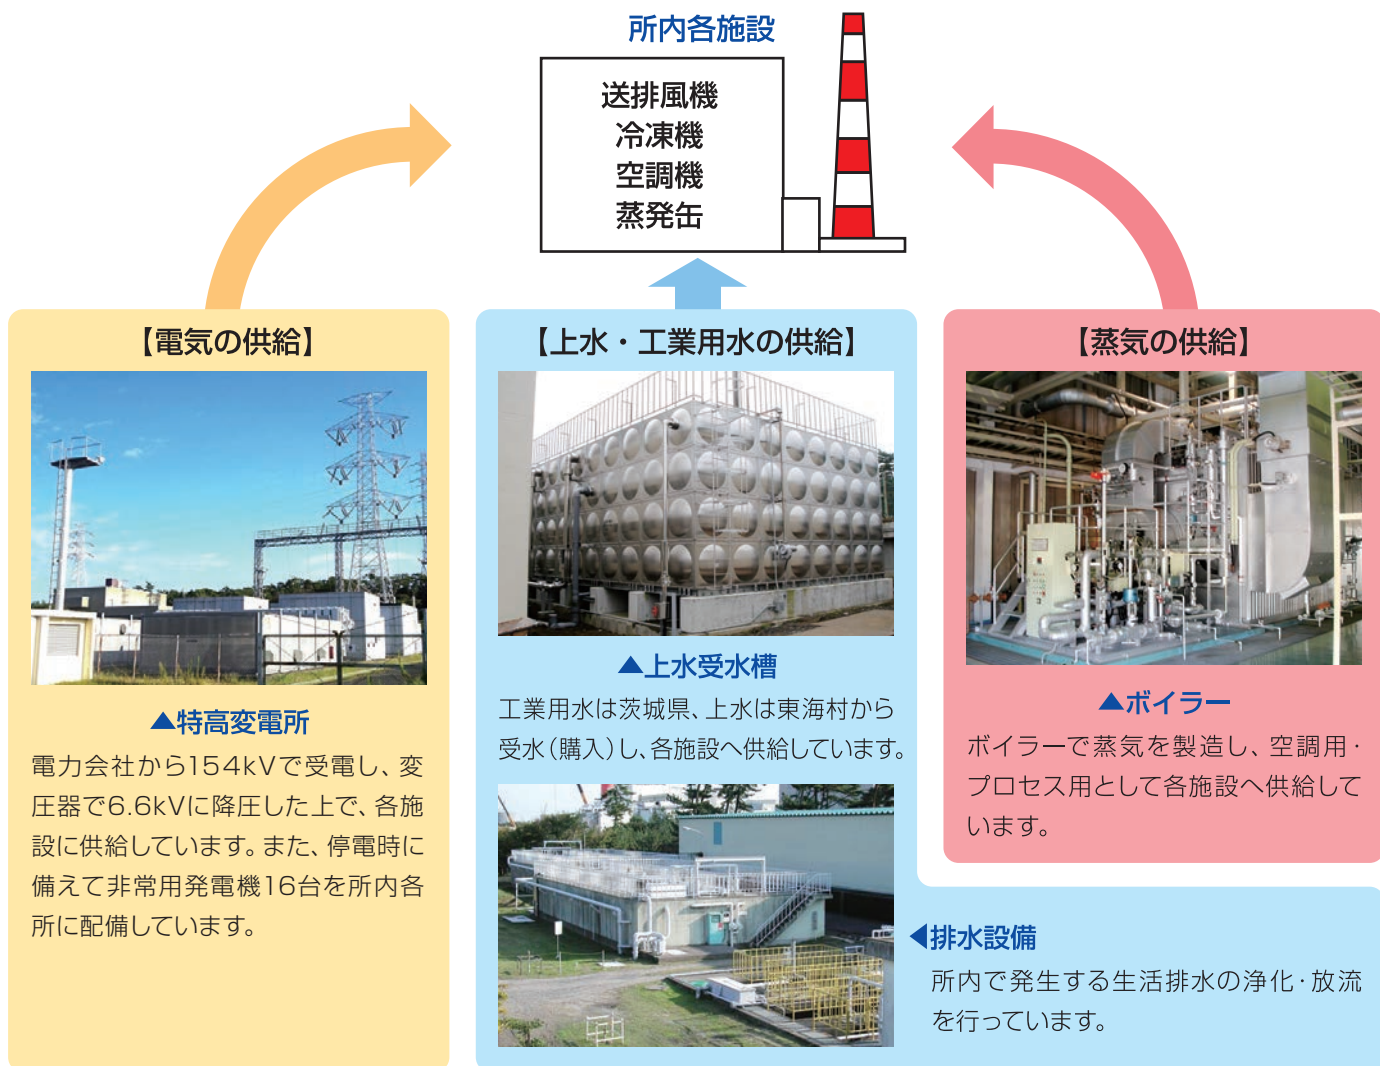 所内各施設
送排風機
冷凍機
空調機
蒸発缶
【電気の供給】
▲特高変電所
電力会社から154kVで受電し、変
圧器で6.6kVに降圧した上で、各施
設に供給しています。また、停電時に
備えて非常用発電機16台を所内各
所に配備しています。
【上水・工業用水の供給】
▲上水受水槽
工業用水は茨城県、上水は東海村から
受水(購入)し、各施設へ供給しています。
◀排水設備
所内で発生する生活排水の浄化・放流
を行っています。
【蒸気の供給】
▲ボイラー
ボイラーで蒸気を製造し、空調用・
プロセス用として各施設へ供給して
います。